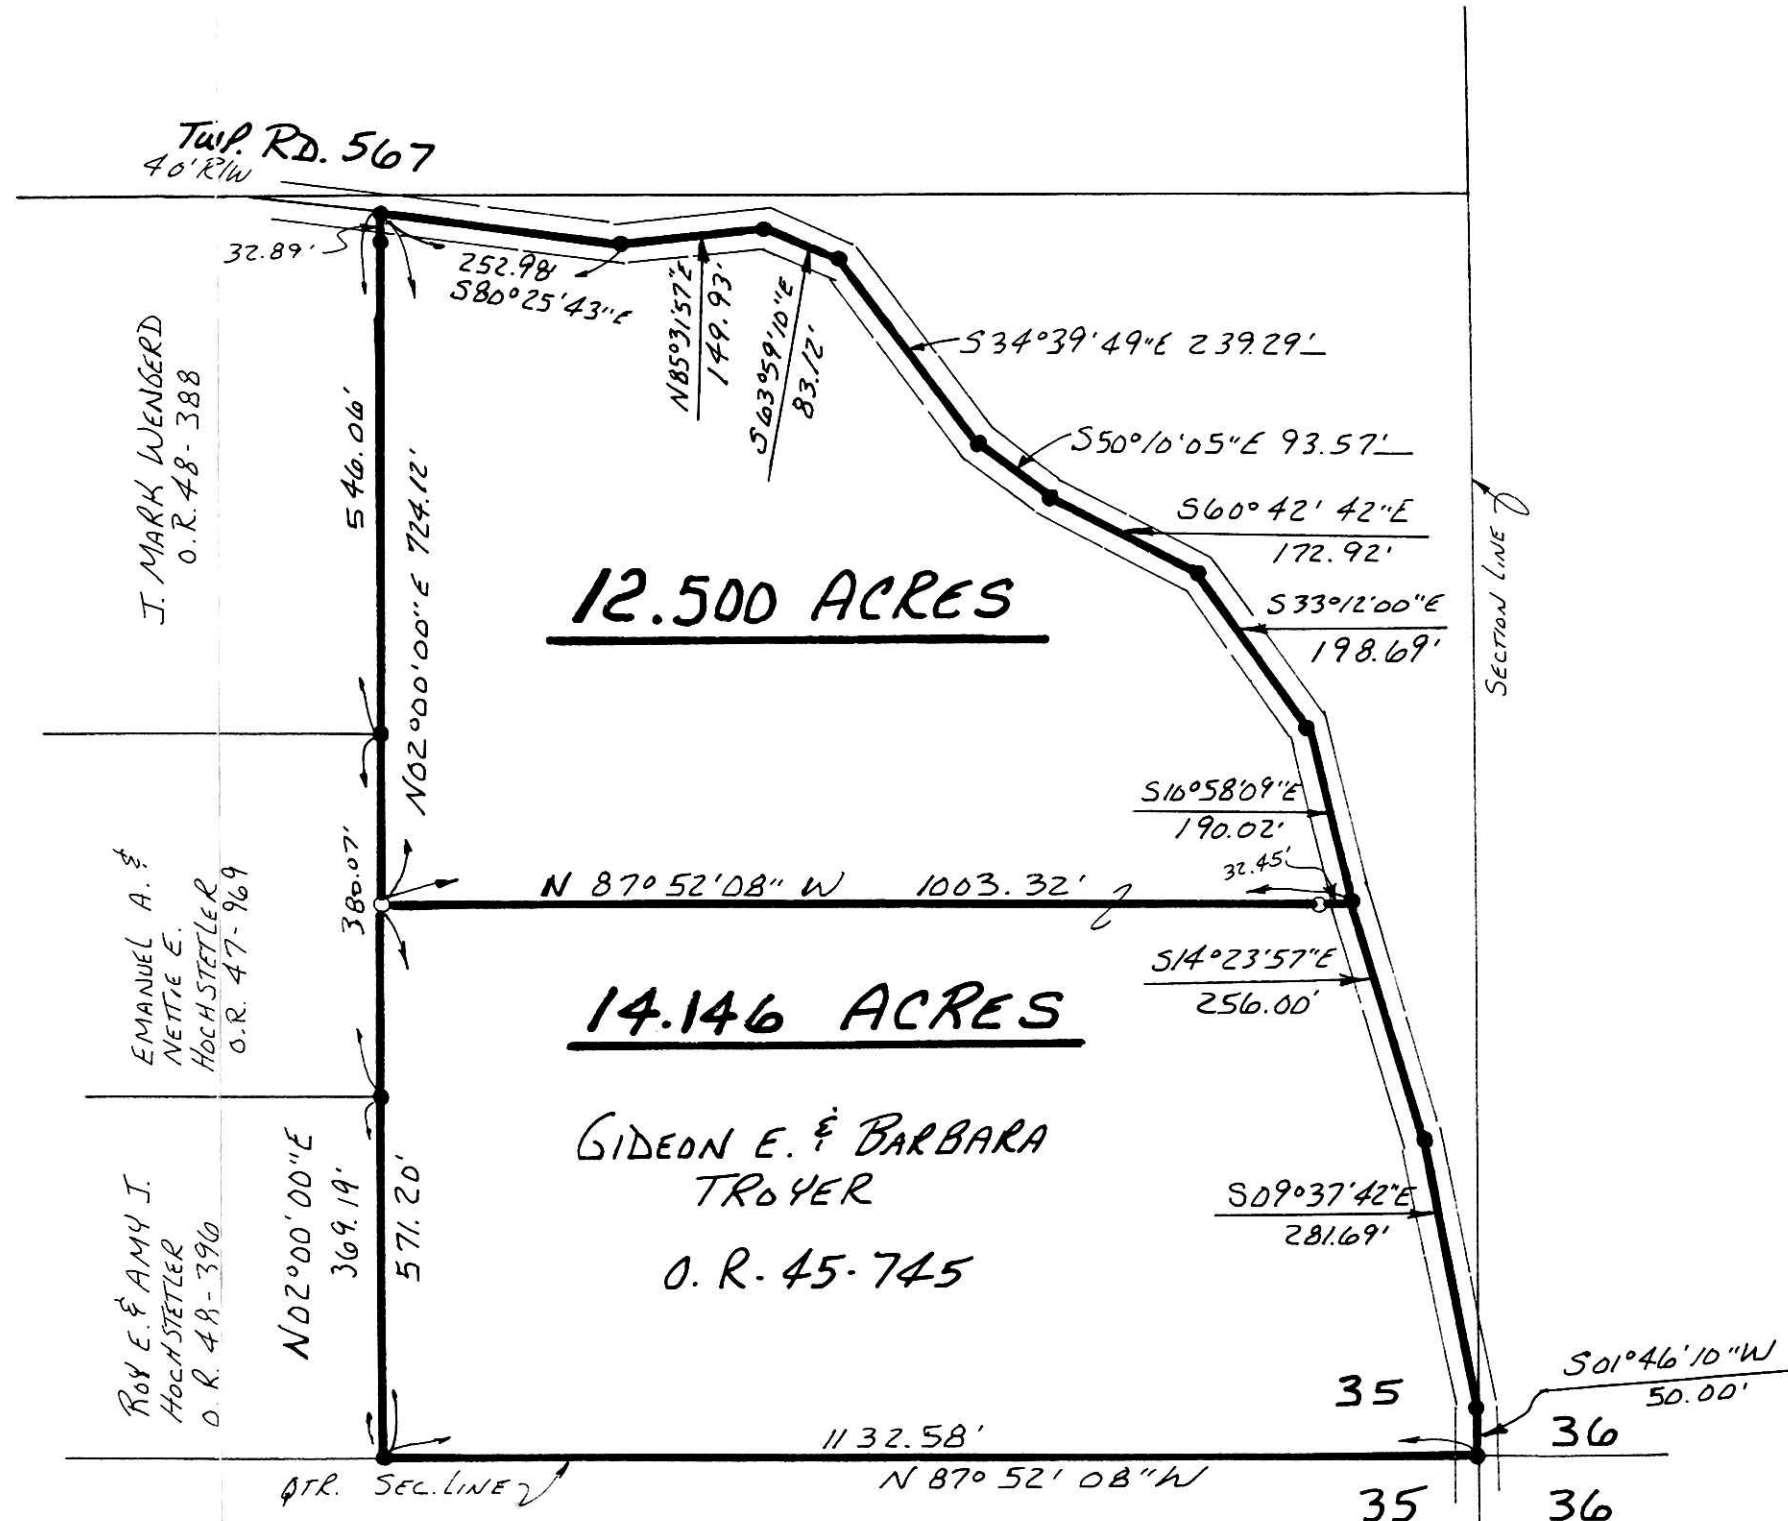 TWP. RD. 567
40' R/W
32.89'
252.98'
S80°25'43"E
N85°31'57"E
149.93'
S63°59'10"E
83.12'
S34°39'49"E 239.29'
S50°10'05"E 93.57'
S60°42'42"E
172.92'
S33°12'00"E
198.69'
SECTION LINE
J. MARK WENGERD
O.R. 48-388
546.06'
N02°00'00"E 724.12'
12.500 ACRES
S10°58'09"E
190.02'
32.45'
380.07'
N 87°52'08" W 1003.32'
EMANUEL A. &
NETTIE E.
HOCHSTETLER
O.R. 47-969
S14°23'57"E
256.00'
14.146 ACRES
GIDEON E. & BARBARA
TROYER
O.R. 45-745
S09°37'42"E
281.69'
ROY E. & AMY J.
HOCHSTETLER
O.R. 48-396
N02°00'00"E
369.19'
571.20'
35
S01°46'10"W
50.00'
36
1132.58'
N 87°52'08"W
QTR. SEC. LINE
35
36